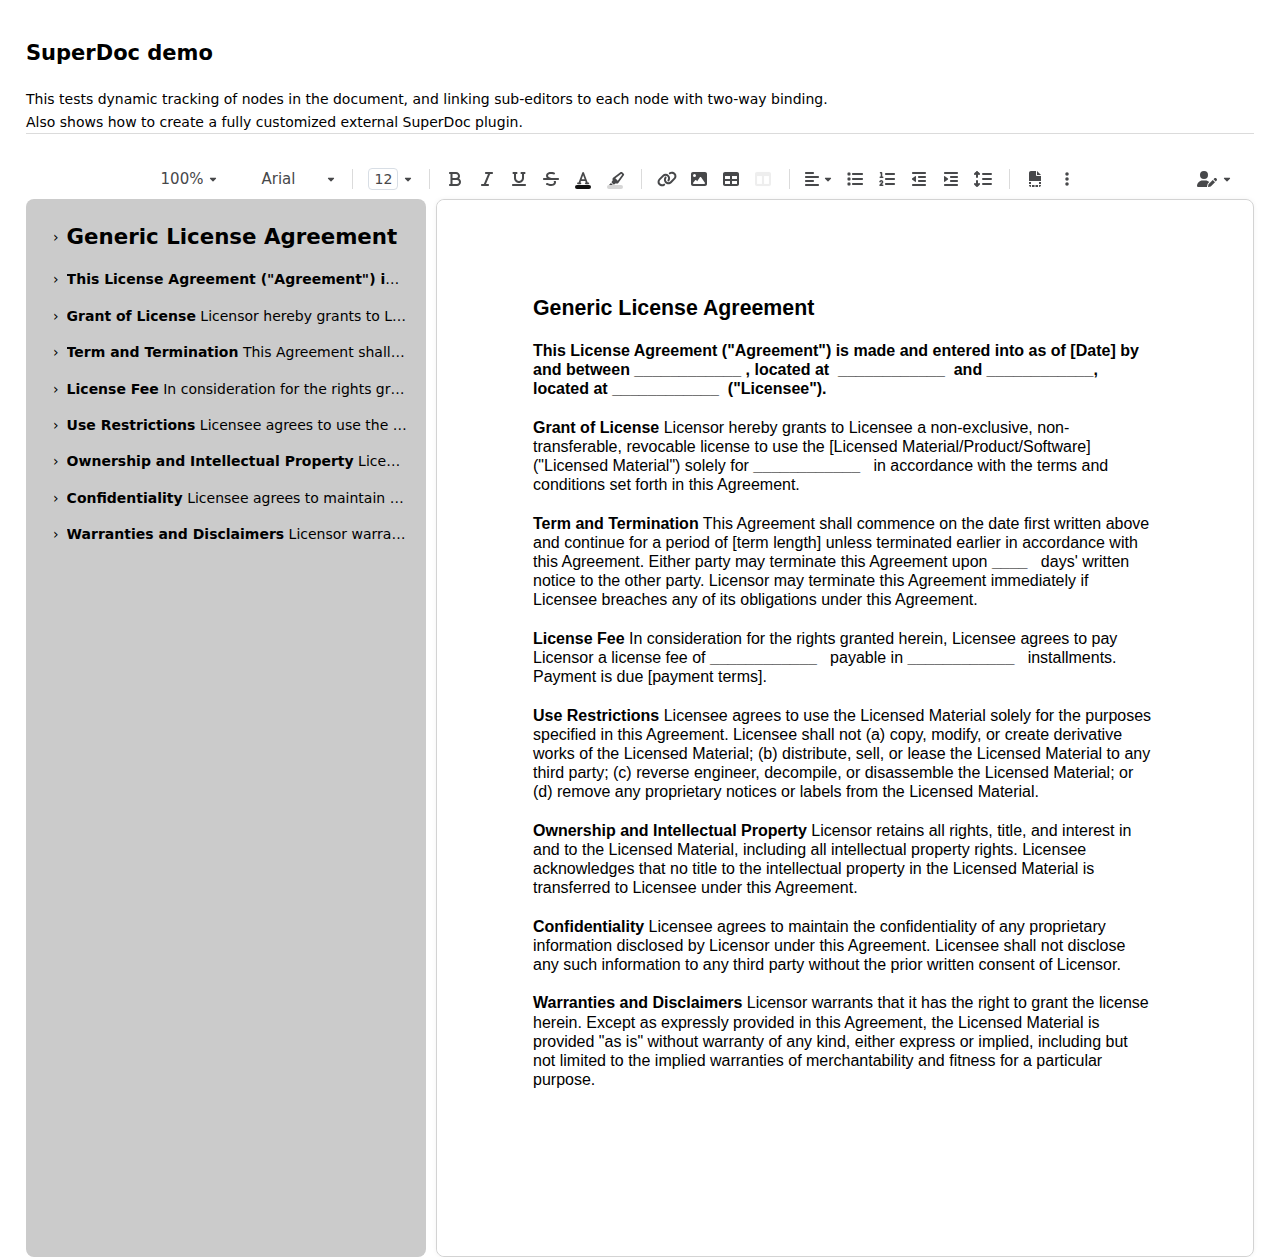 SuperDoc demo
This tests dynamic tracking of nodes in the document, and linking sub-editors to each node with two-way binding.
Also shows how to create a fully customized external SuperDoc plugin.
100% Arial 12
› Generic License Agreement
› This License Agreement ("Agreement") i...
› Grant of License Licensor hereby grants to L...
› Term and Termination This Agreement shall...
› License Fee In consideration for the rights gr...
› Use Restrictions Licensee agrees to use the ...
› Ownership and Intellectual Property Lice...
› Confidentiality Licensee agrees to maintain ...
› Warranties and Disclaimers Licensor warra...
Generic License Agreement
This License Agreement ("Agreement") is made and entered into as of [Date] by
and between ____________ , located at ____________ and ____________,
located at ____________ ("Licensee").
Grant of License Licensor hereby grants to Licensee a non-exclusive, non-
transferable, revocable license to use the [Licensed Material/Product/Software]
("Licensed Material") solely for ____________ in accordance with the terms and
conditions set forth in this Agreement.
Term and Termination This Agreement shall commence on the date first written above
and continue for a period of [term length] unless terminated earlier in accordance with
this Agreement. Either party may terminate this Agreement upon ____ days' written
notice to the other party. Licensor may terminate this Agreement immediately if
Licensee breaches any of its obligations under this Agreement.
License Fee In consideration for the rights granted herein, Licensee agrees to pay
Licensor a license fee of ____________ payable in ____________ installments.
Payment is due [payment terms].
Use Restrictions Licensee agrees to use the Licensed Material solely for the purposes
specified in this Agreement. Licensee shall not (a) copy, modify, or create derivative
works of the Licensed Material; (b) distribute, sell, or lease the Licensed Material to any
third party; (c) reverse engineer, decompile, or disassemble the Licensed Material; or
(d) remove any proprietary notices or labels from the Licensed Material.
Ownership and Intellectual Property Licensor retains all rights, title, and interest in
and to the Licensed Material, including all intellectual property rights. Licensee
acknowledges that no title to the intellectual property in the Licensed Material is
transferred to Licensee under this Agreement.
Confidentiality Licensee agrees to maintain the confidentiality of any proprietary
information disclosed by Licensor under this Agreement. Licensee shall not disclose
any such information to any third party without the prior written consent of Licensor.
Warranties and Disclaimers Licensor warrants that it has the right to grant the license
herein. Except as expressly provided in this Agreement, the Licensed Material is
provided "as is" without warranty of any kind, either express or implied, including but
not limited to the implied warranties of merchantability and fitness for a particular
purpose.